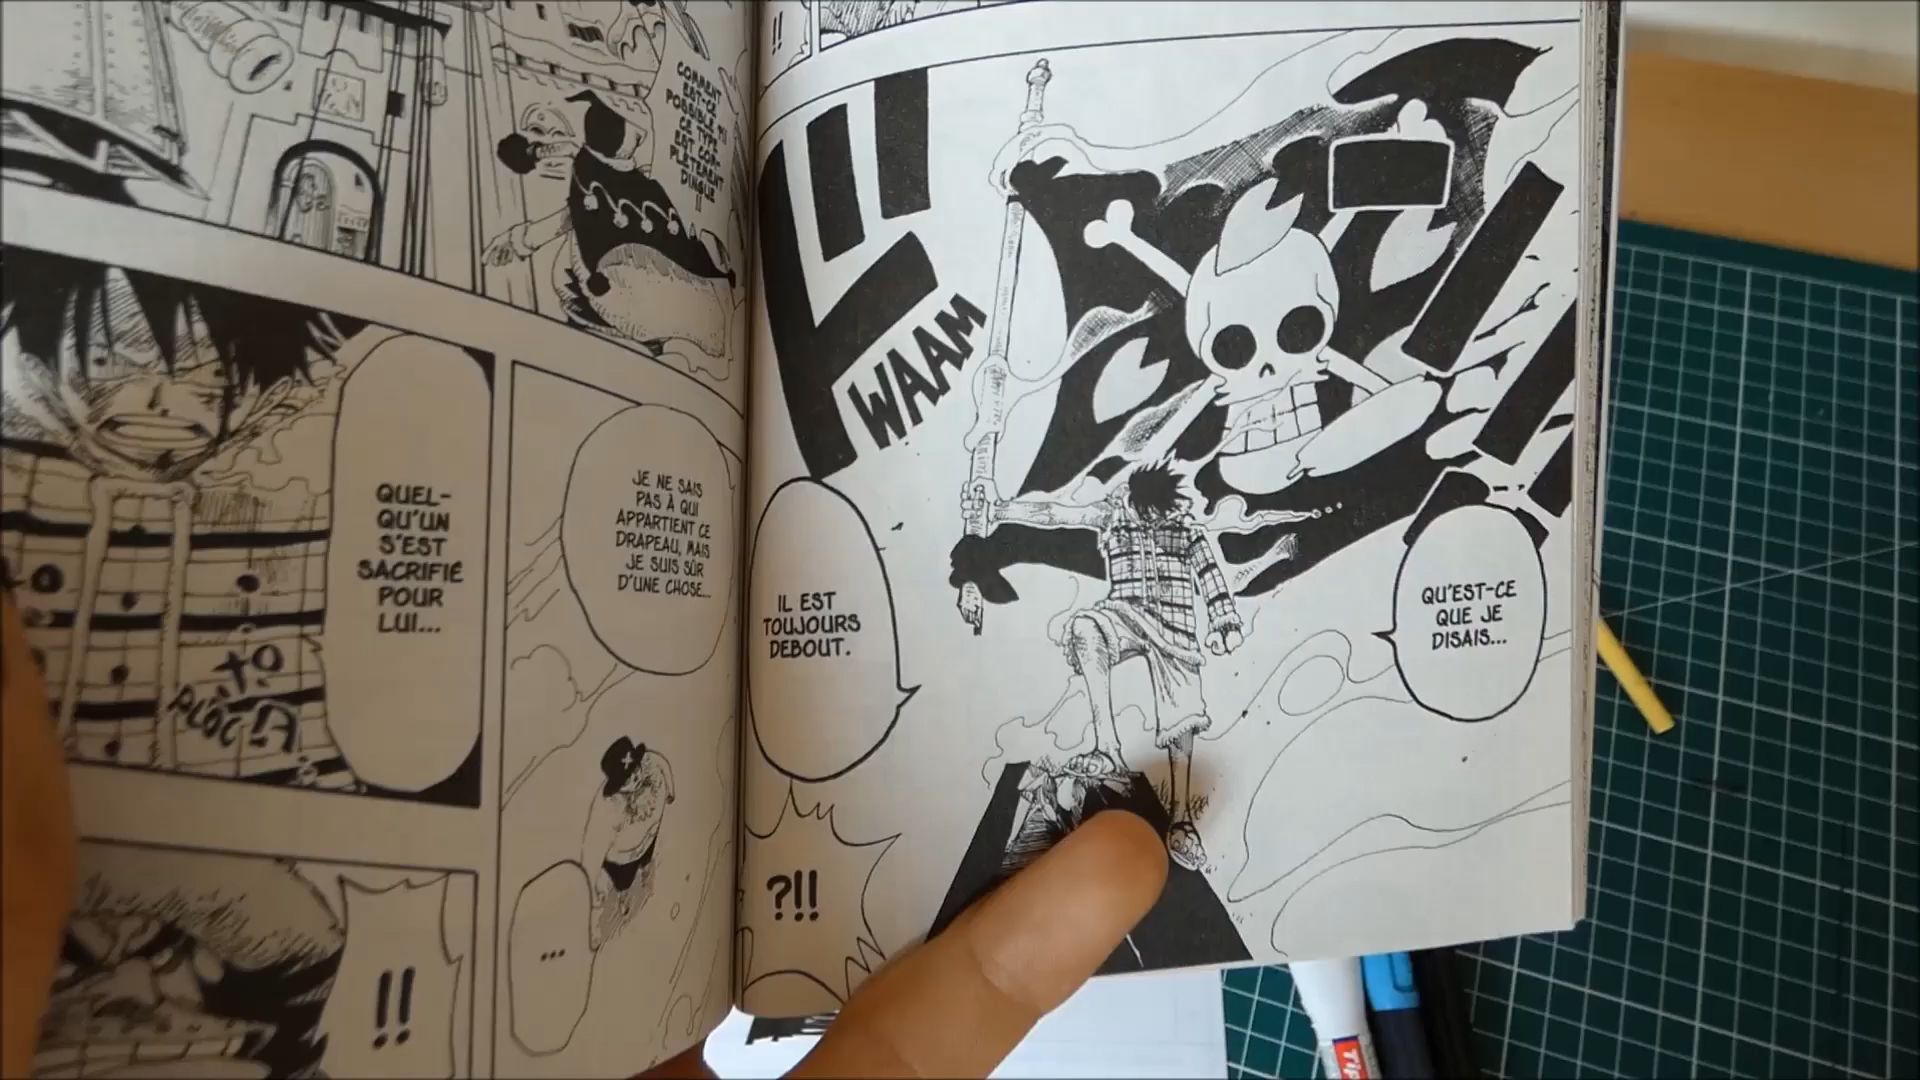 COMMENT
EST-CE
POSSIBLE ?!!
CE TYPE
EST COM-
PLÈTEMENT
DINGUE
!!
QUEL-
QU'UN
S'EST
SACRIFIÉ
POUR
LUI...
JE NE SAIS
PAS À QUI
APPARTIENT CE
DRAPEAU, MAIS
JE SUIS SÛR
D'UNE CHOSE...
PLOC
!!
...
!!
WAAM
IL EST
TOUJOURS
DEBOUT.
QU'EST-CE
QUE JE
DISAIS...
?!!
Tip